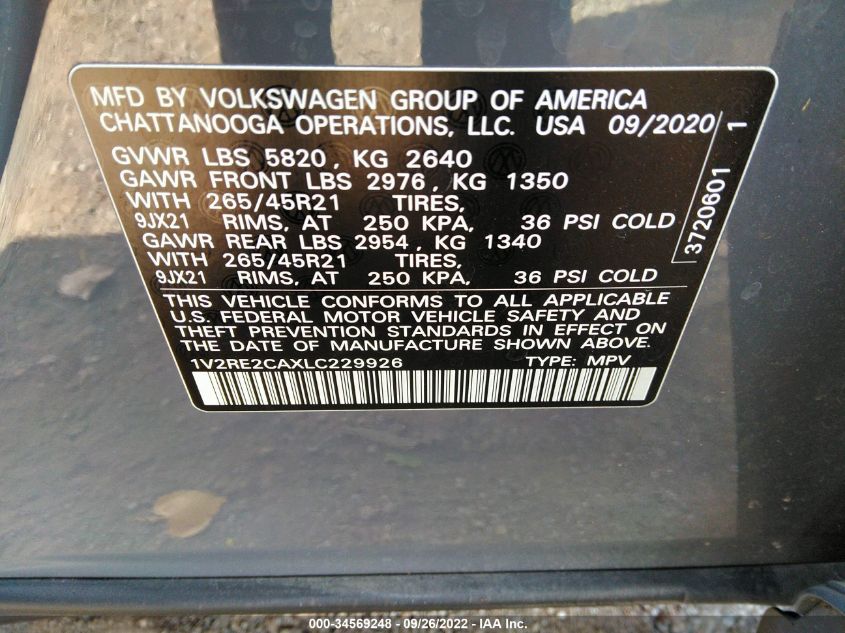 MFD BY VOLKSWAGEN GROUP OF AMERICA
CHATTANOOGA OPERATIONS, LLC. USA 09/2020
GVWR LBS 5820, KG 2640
GAWR FRONT LBS 2976, KG 1350
WITH 265/45R21 TIRES,
9JX21 RIMS, AT 250 KPA, 36 PSI COLD
GAWR REAR LBS 2954, KG 1340
WITH 265/45R21 TIRES,
9JX21 RIMS, AT 250 KPA, 36 PSI COLD
THIS VEHICLE CONFORMS TO ALL APPLICABLE
U.S. FEDERAL MOTOR VEHICLE SAFETY AND
THEFT PREVENTION STANDARDS IN EFFECT ON
THE DATE OF MANUFACTURE SHOWN ABOVE.
1V2RE2CAXLC229926 TYPE: MPV
3720601 1
000-34569248 - 09/26/2022 - IAA Inc.